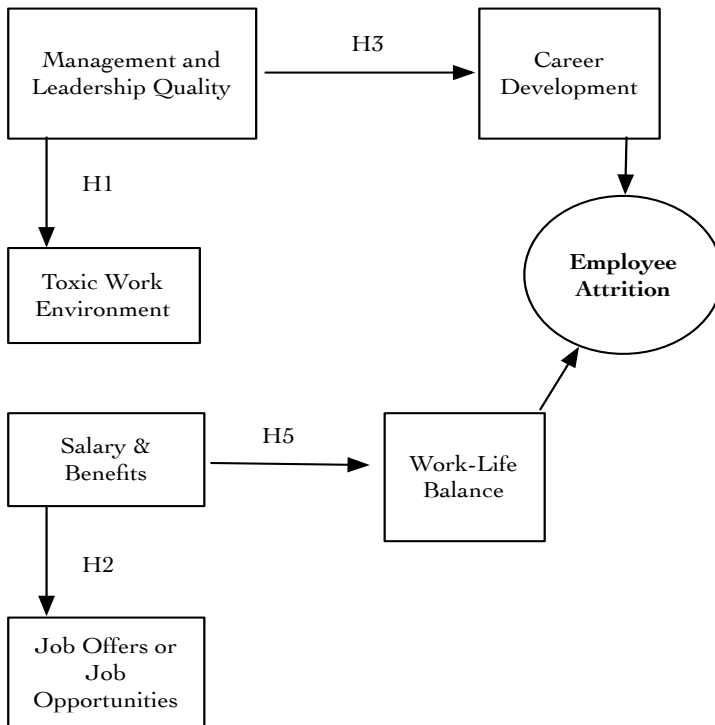 Management and
Leadership Quality
H3
Career
Development
H1
Toxic Work
Environment
Employee
Attrition
Salary &
Benefits
H5
Work-Life
Balance
H2
Job Offers or
Job
Opportunities